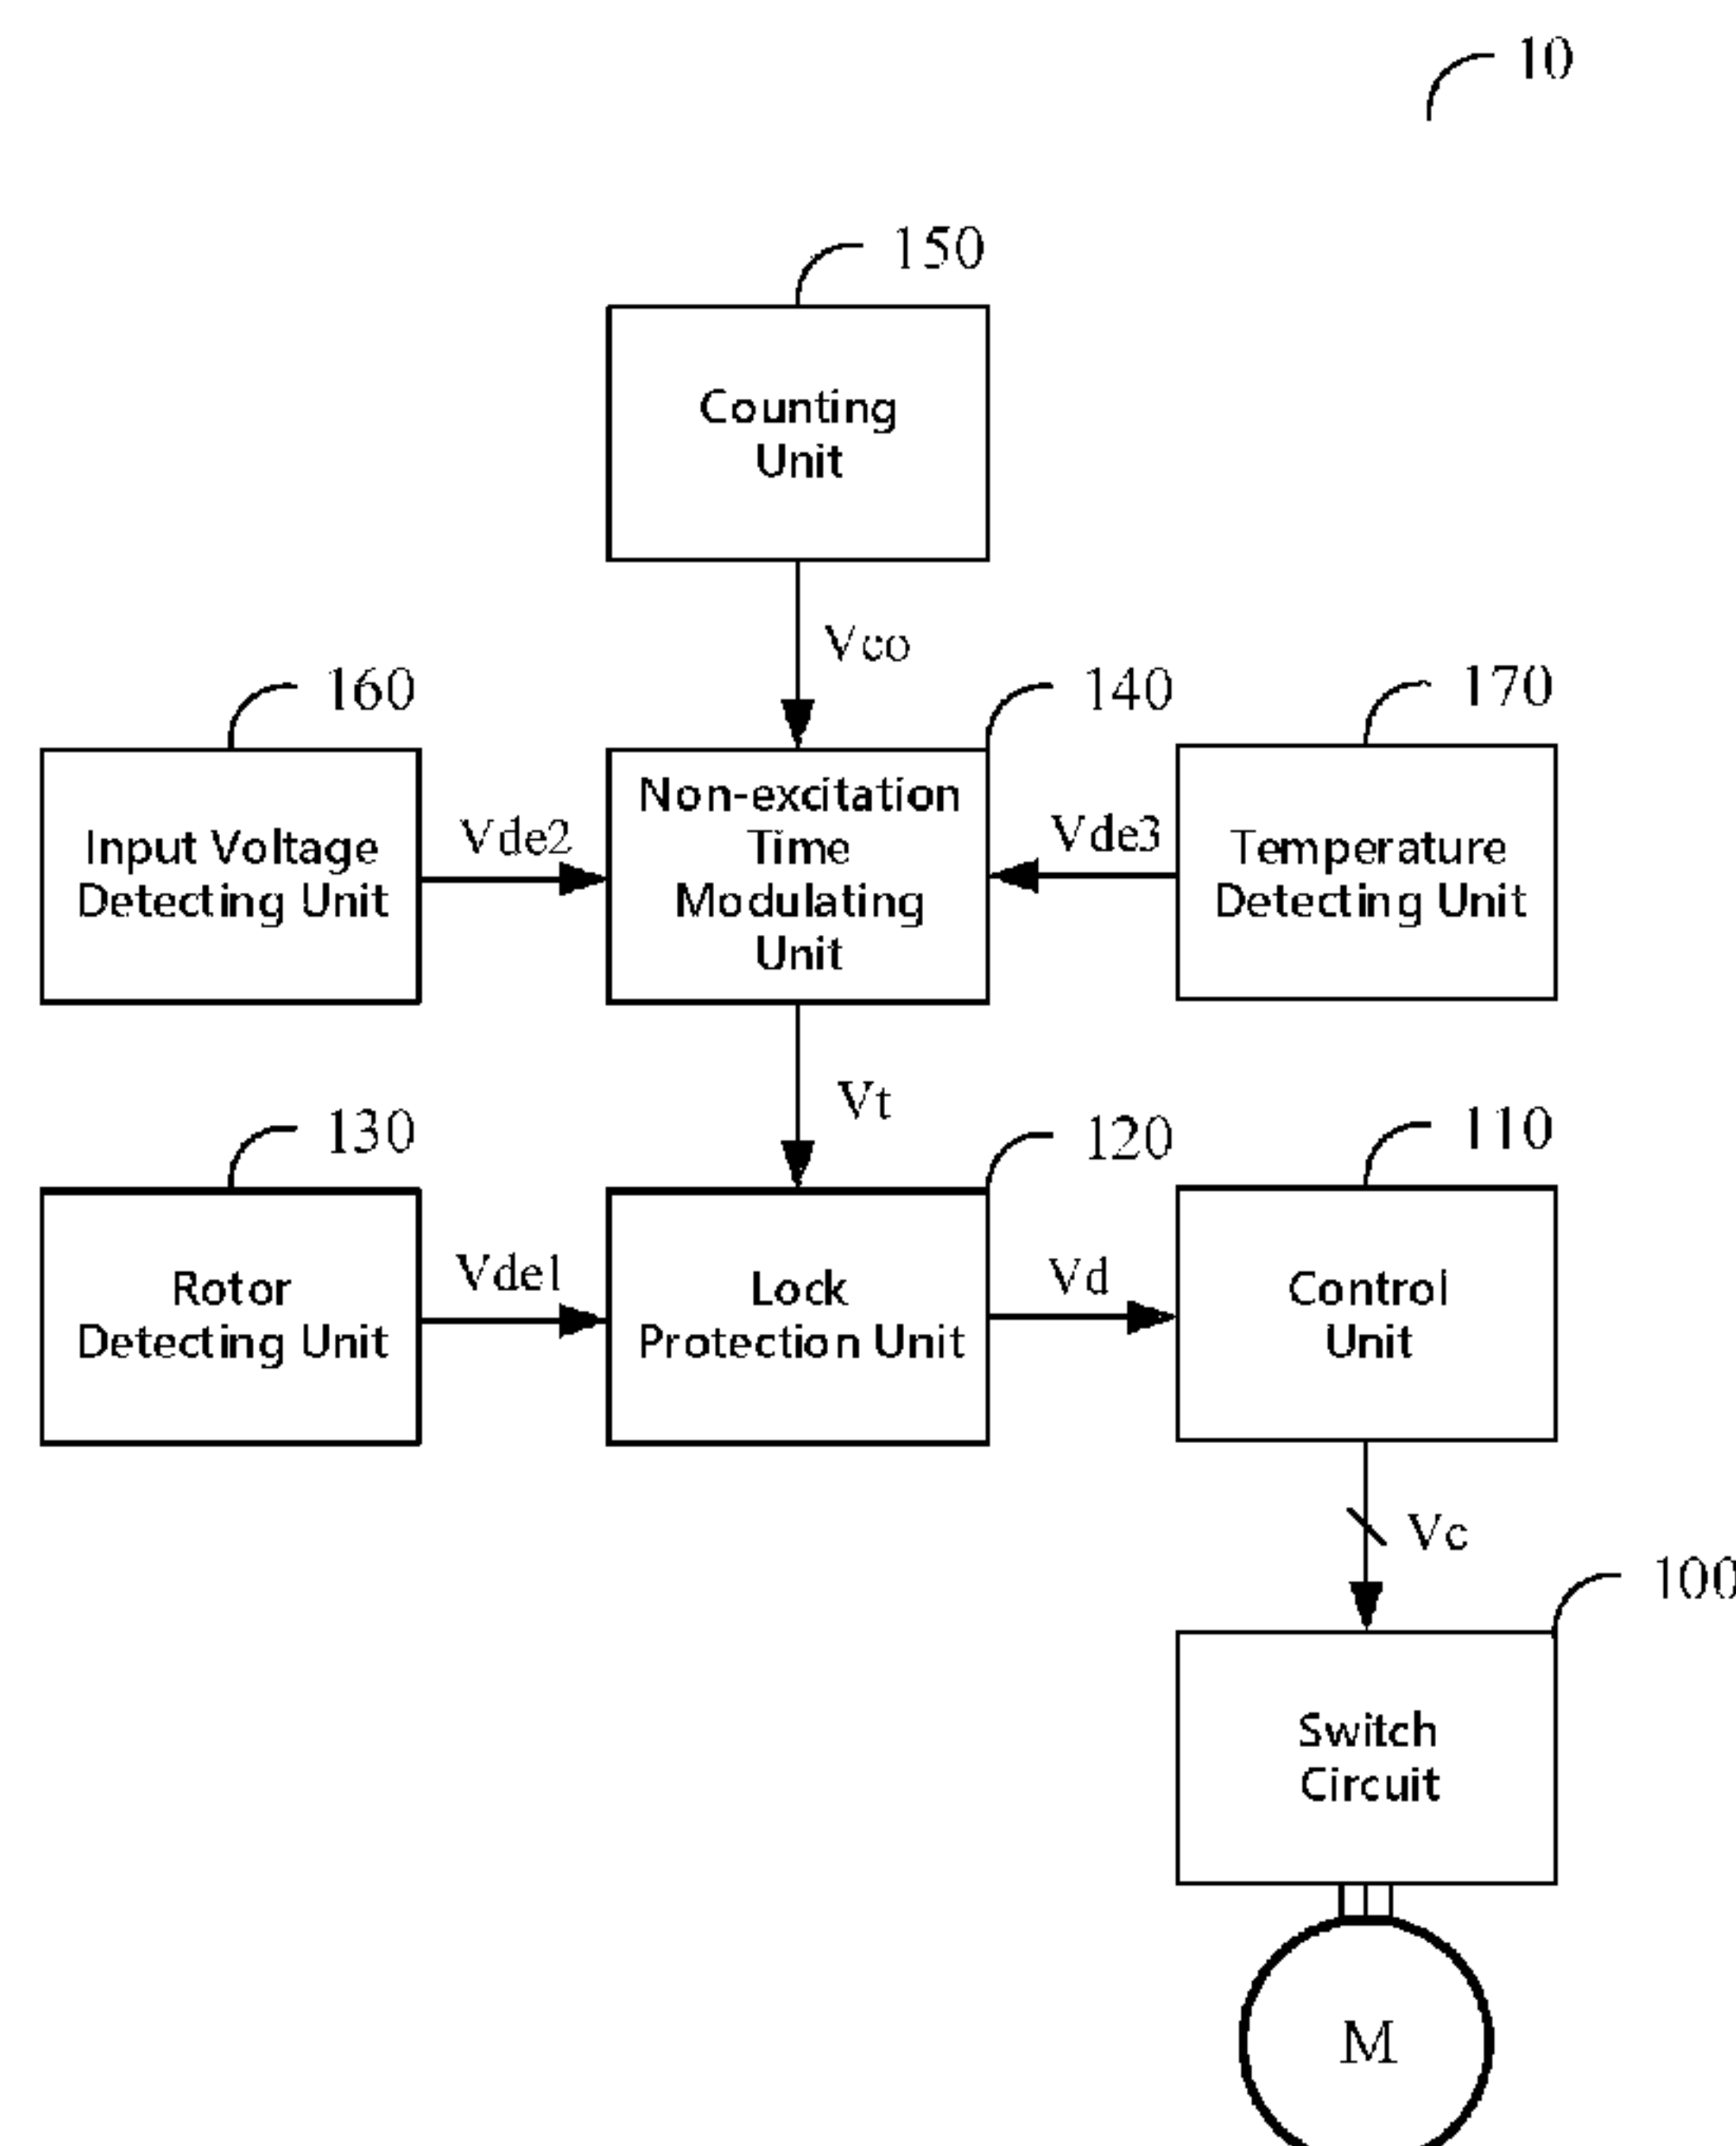 10
150
Counting
Unit
Vco
160
140
170
Input Voltage
Detecting Unit
Vde2
Non-excitation
Time
Modulating
Unit
Vde3
Temperature
Detecting Unit
Vt
130
120
110
Rotor
Detecting Unit
Vde1
Lock
Protection Unit
Vd
Control
Unit
Vc
100
Switch
Circuit
M